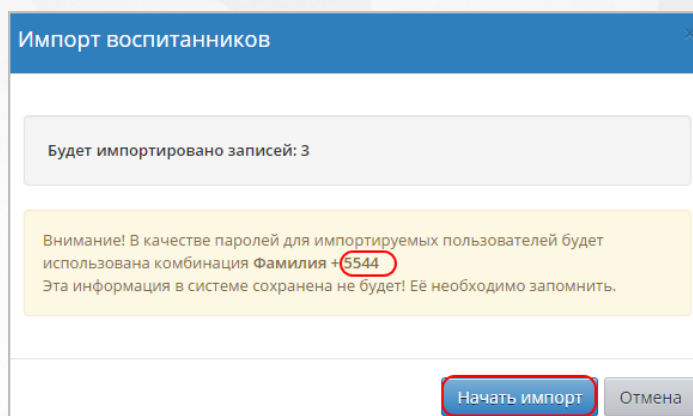 Импорт воспитанников
Будет импортировано записей: 3
Внимание! В качестве паролей для импортируемых пользователей будет
использована комбинация Фамилия + 5544
Эта информация в системе сохранена не будет! Её необходимо запомнить.
Начать импорт Отмена